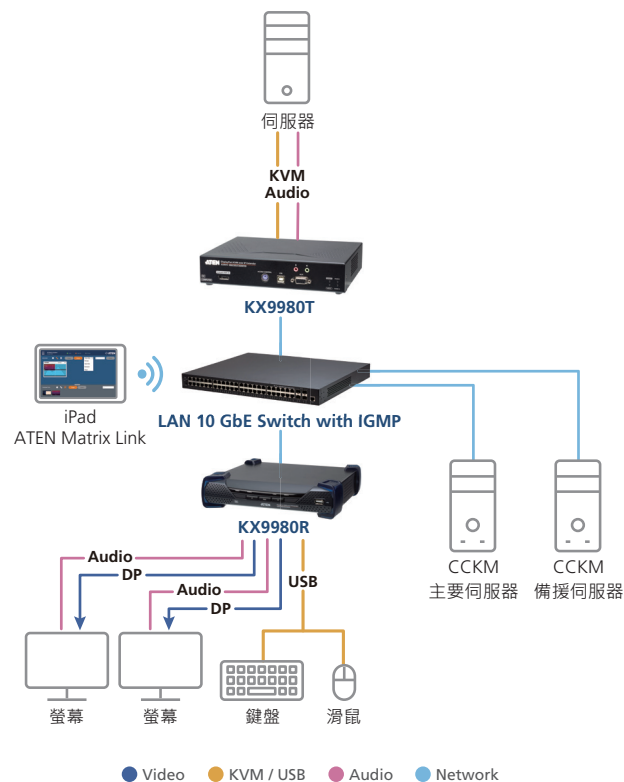 伺服器
KVM
Audio
ATEN
KX9980T
iPad
ATEN Matrix Link
LAN 10 GbE Switch with IGMP
KX9980R
Audio
DP
Audio
DP
USB
CCKM
主要伺服器
CCKM
備援伺服器
螢幕
螢幕
鍵盤
滑鼠
Video
KVM / USB
Audio
Network